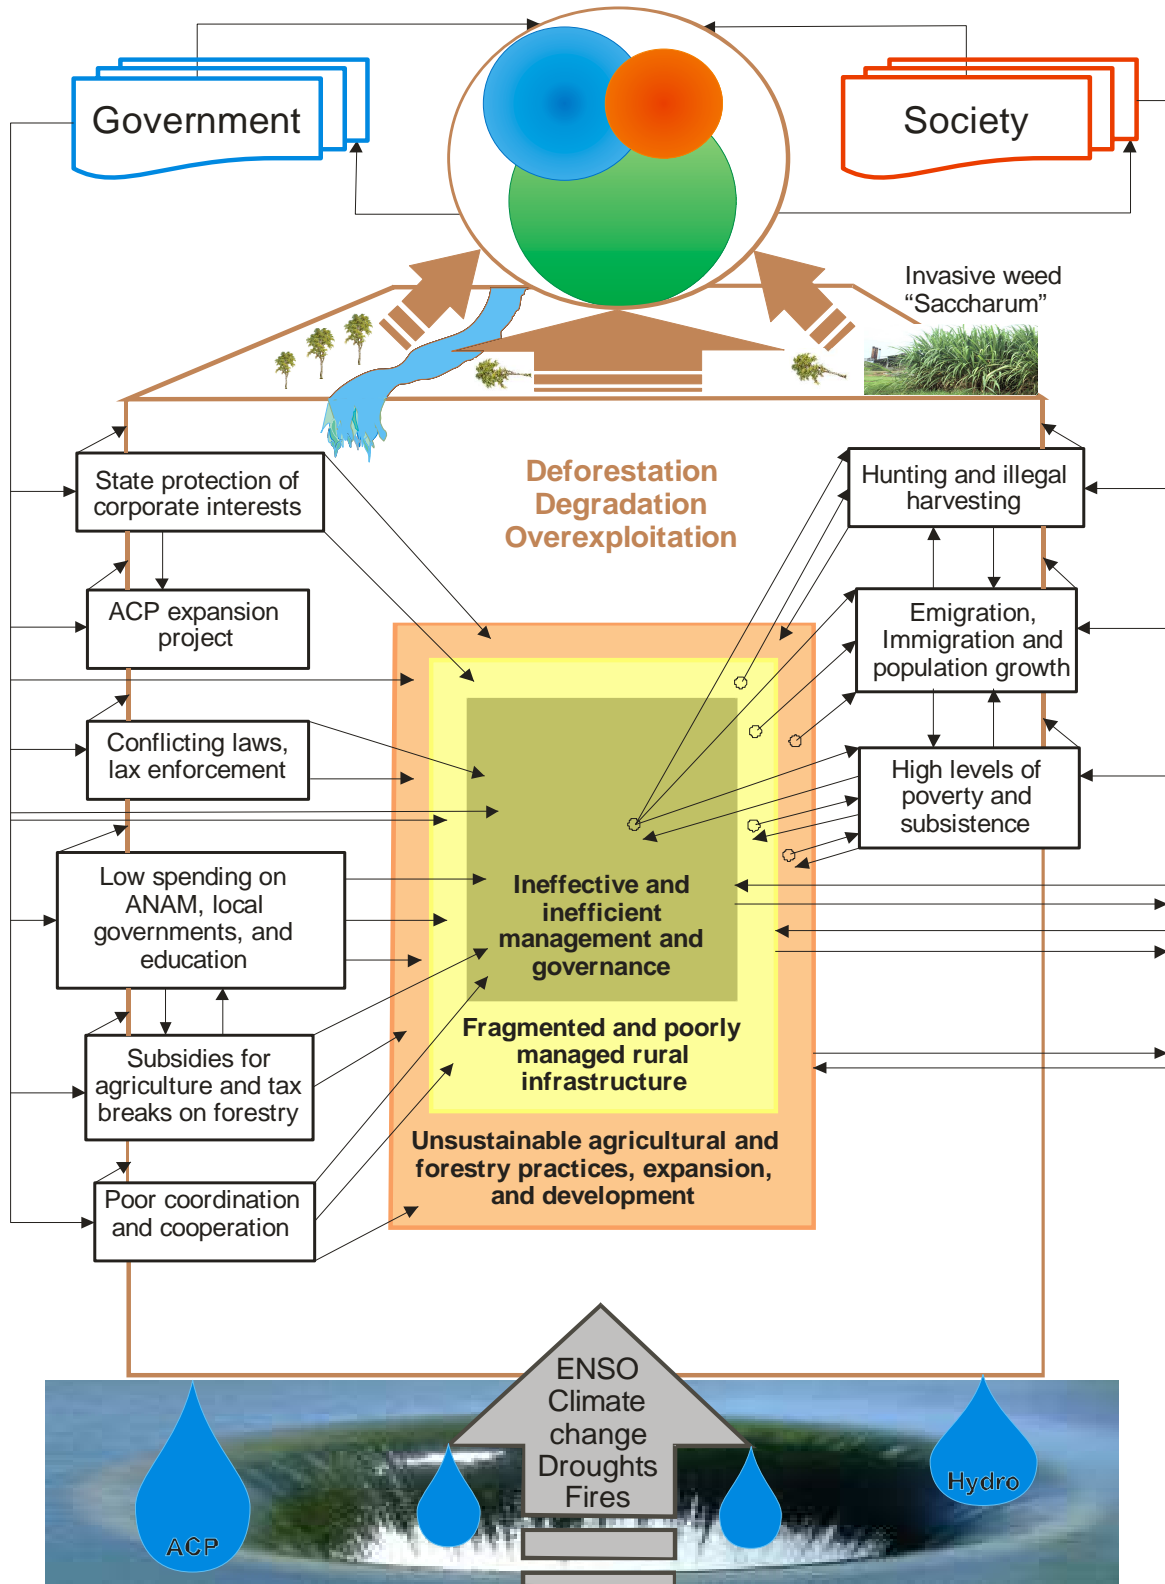 Government
Society
Invasive weed
“Saccharum”
State protection of
corporate interests
Deforestation
Degradation
Overexploitation
Hunting and illegal
harvesting
ACP expansion
project
Emigration,
Immigration and
population growth
Conflicting laws,
lax enforcement
High levels of
poverty and
subsistence
Low spending on
ANAM, local
governments, and
education
Ineffective and
inefficient
management and
governance
Subsidies for
agriculture and tax
breaks on forestry
Fragmented and poorly
managed rural
infrastructure
Unsustainable agricultural and
forestry practices, expansion,
and development
Poor coordination
and cooperation
ENSO
Climate
change
Droughts
Fires
ACP
Hydro